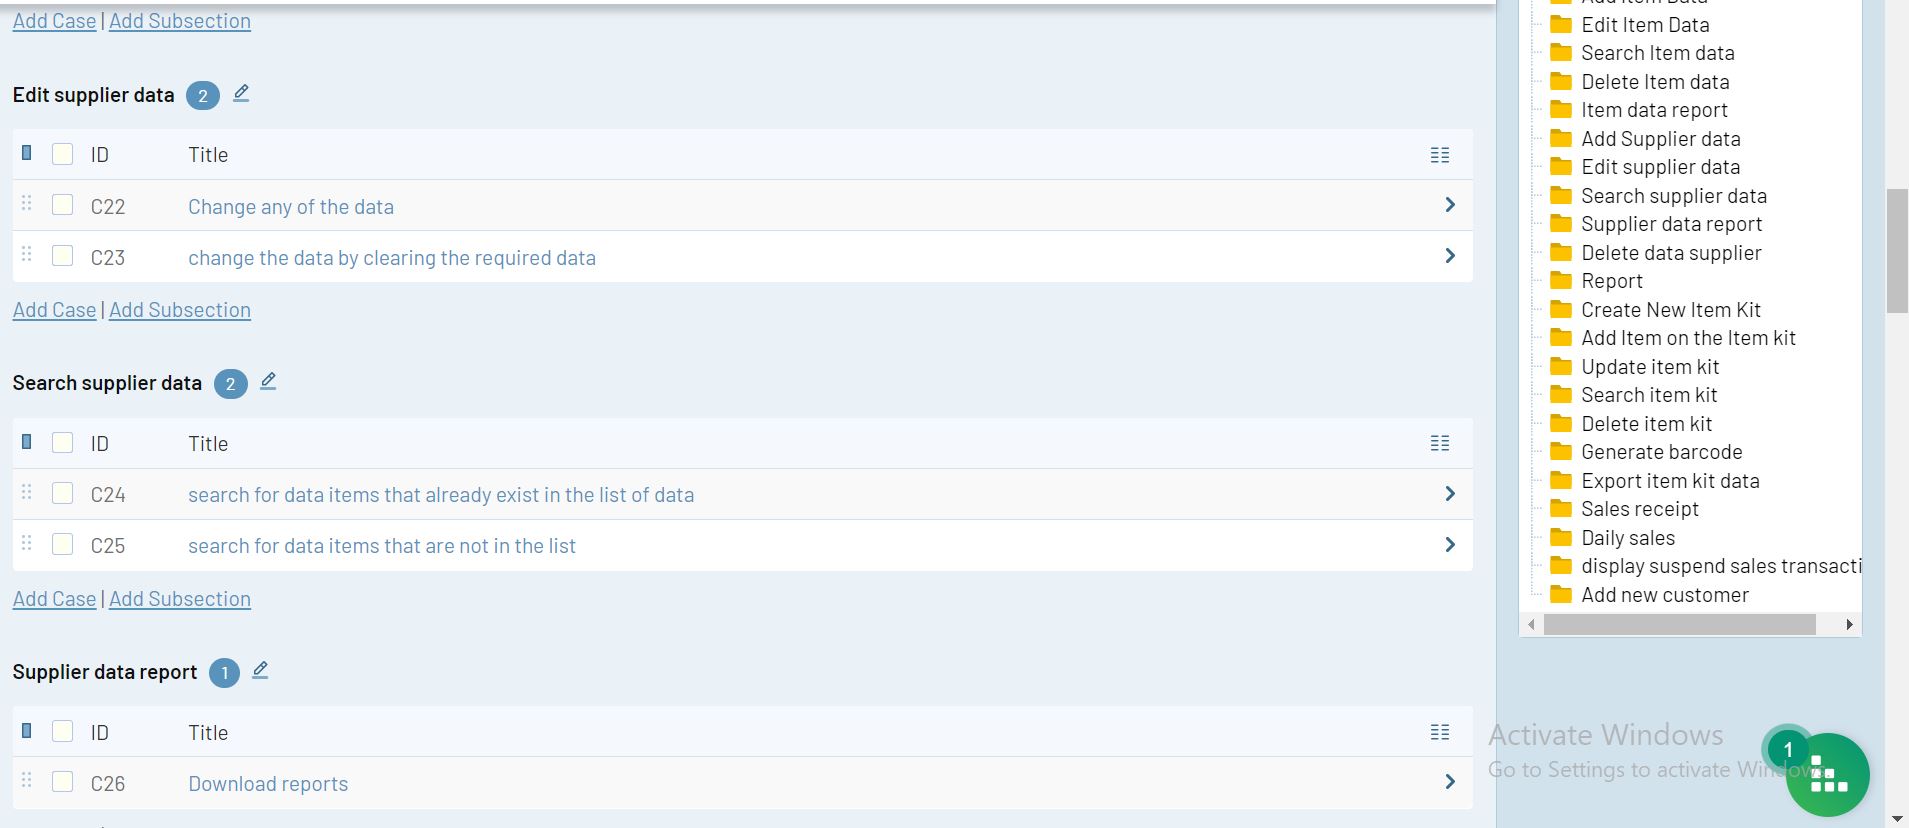 Add Case | Add Subsection
Edit supplier data 2
ID Title
C22 Change any of the data
C23 change the data by clearing the required data
Add Case | Add Subsection
Search supplier data 2
ID Title
C24 search for data items that already exist in the list of data
C25 search for data items that are not in the list
Add Case | Add Subsection
Supplier data report 1
ID Title
C26 Download reports
Add Item Data
Edit Item Data
Search Item data
Delete Item data
Item data report
Add Supplier data
Edit supplier data
Search supplier data
Supplier data report
Delete data supplier
Report
Create New Item Kit
Add Item on the Item kit
Update item kit
Search item kit
Delete item kit
Generate barcode
Export item kit data
Sales receipt
Daily sales
display suspend sales transacti
Add new customer
Activate Windows
Go to Settings to activate Windows.
1